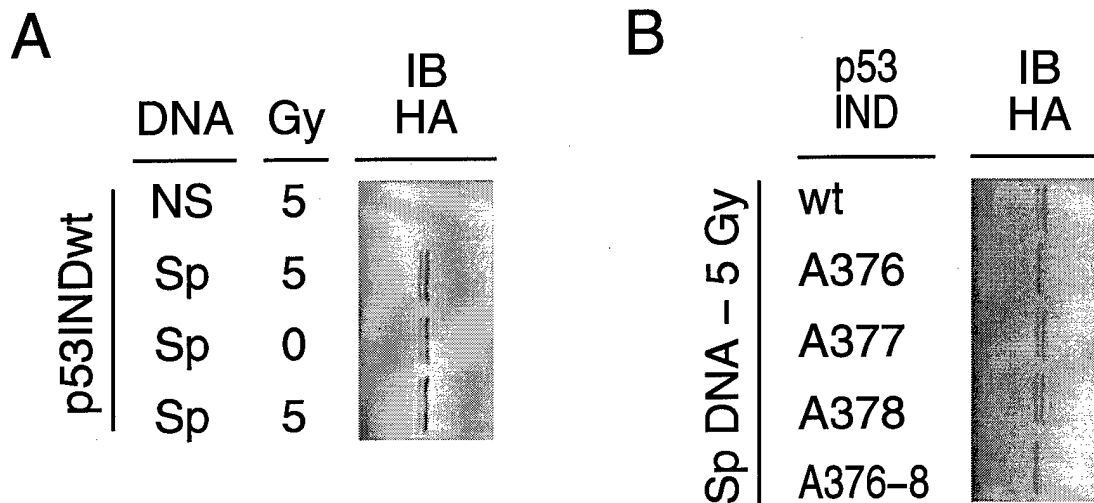 A
DNA Gy IB
HA
p53INDwt
NS 5
Sp 5
Sp 0
Sp 5
B
p53
IND
IB
HA
Sp DNA – 5 Gy
wt
A376
A377
A378
A376–8